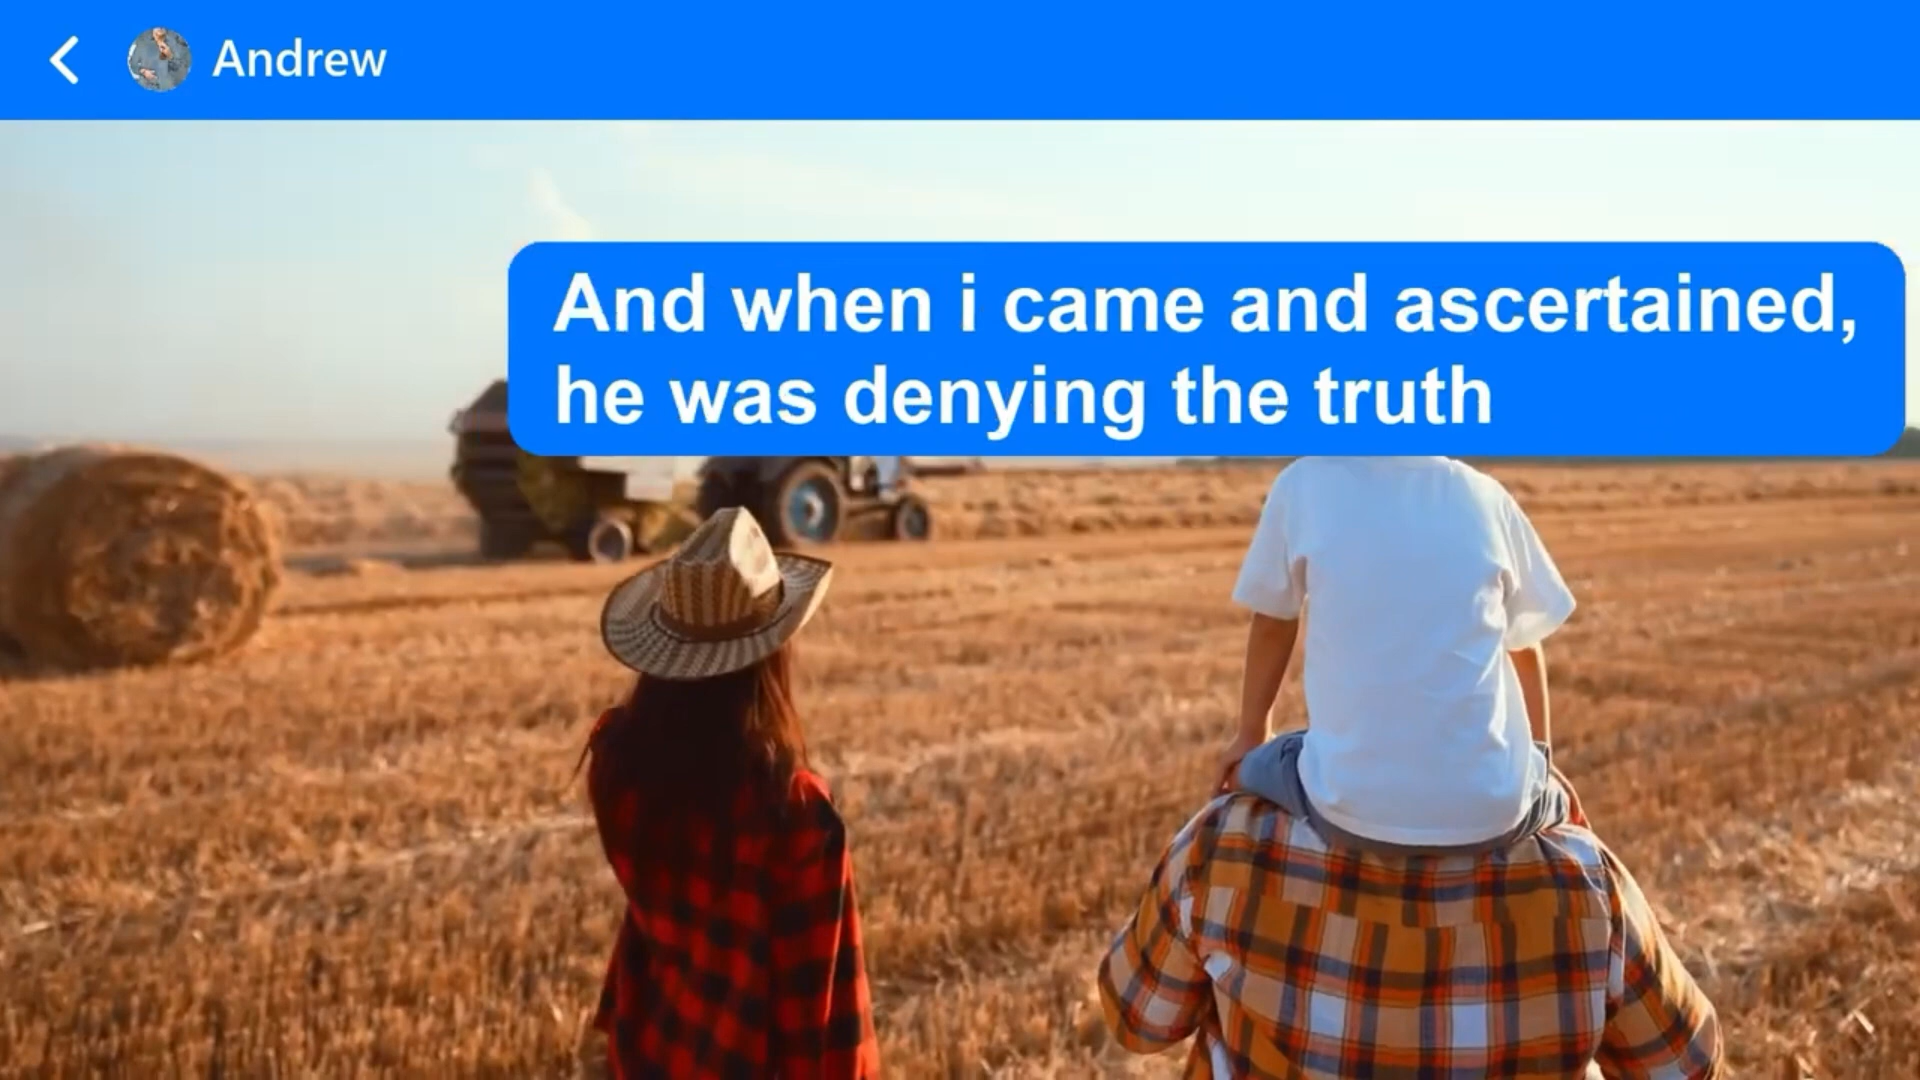 Andrew
And when i came and ascertained,
he was denying the truth